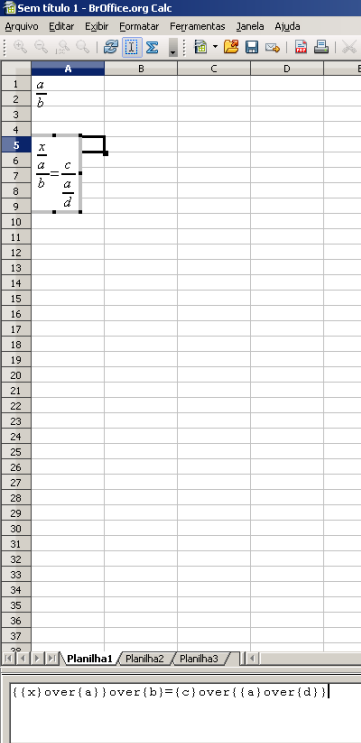 Sem título 1 - BrOffice.org Calc
Arquivo Editar Exibir Formatar Ferramentas Janela Ajuda
A B C D E
1 a
2 b
3
4
5 x
6 a c
7 = a
8 b
9 d
10
11
12
13
14
15
16
17
18
19
20
21
22
23
24
25
26
27
28
29
30
31
32
33
34
35
36
37
38
Planilha1 Planilha2 Planilha3
{{x}over{a}}over{b}={c}over{{a}over{d}}